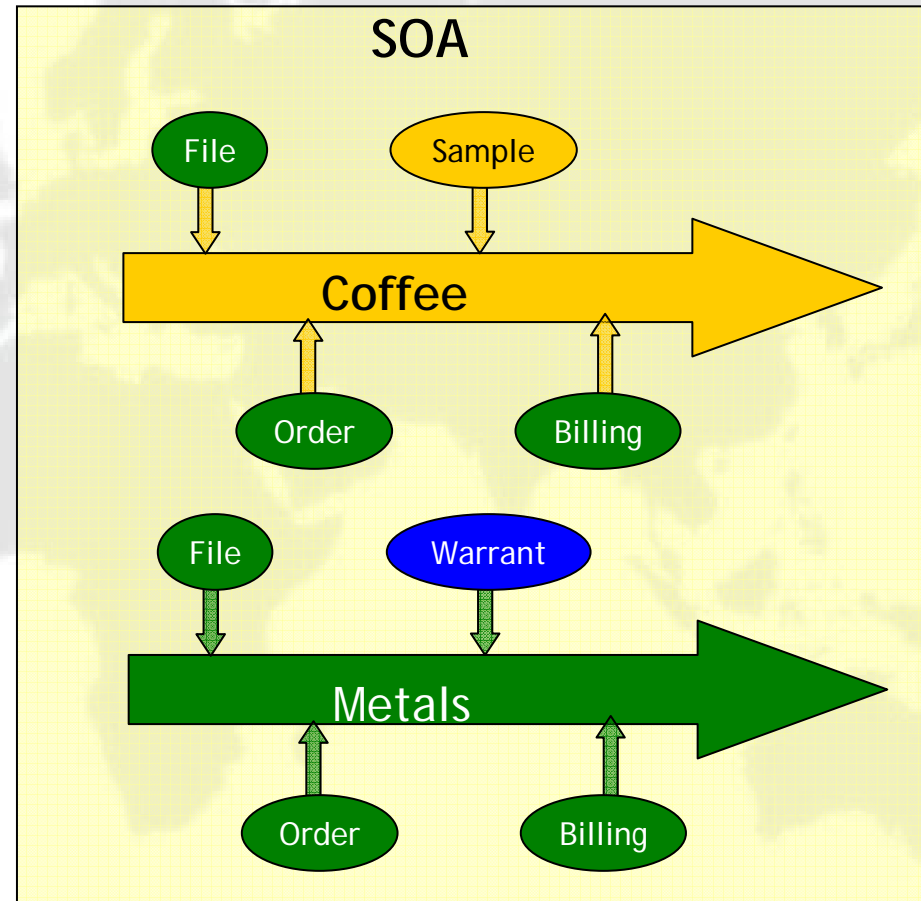 SOA
File
Sample
Coffee
Order
Billing
File
Warrant
Metals
Order
Billing